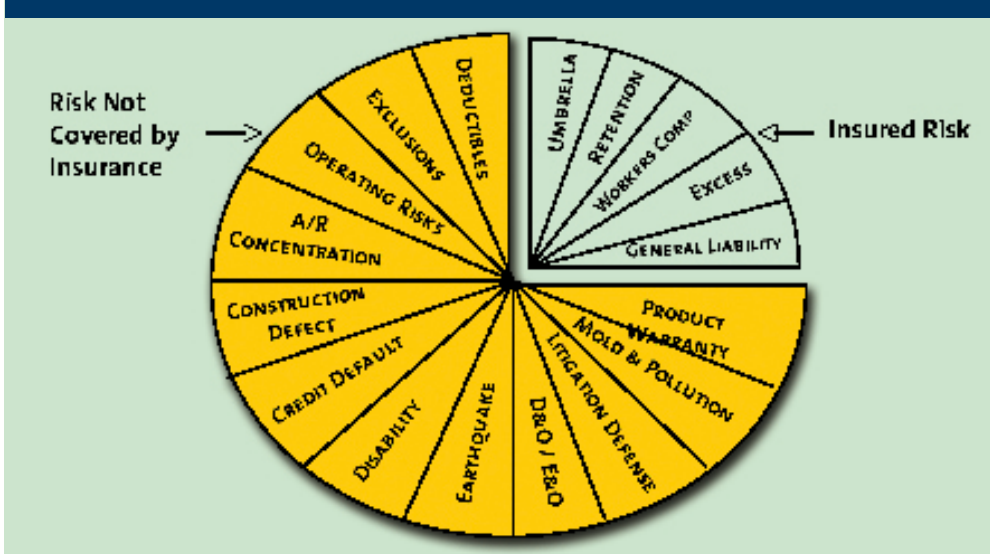 Risk Not
Covered by
Insurance
Insured Risk
DEDUCTIBLES
EXCLUSIONS
OPERATING RISKS
A/R
CONCENTRATION
CONSTRUCTION
DEFECT
CREDIT DEFAULT
DISABILITY
EARTHQUAKE
D&O / E&O
LITIGATION DEFENSE
MOLD & POLLUTION
PRODUCT
WARRANTY
UMBRELLA
RETENTION
WORKERS COMP
EXCESS
GENERAL LIABILITY